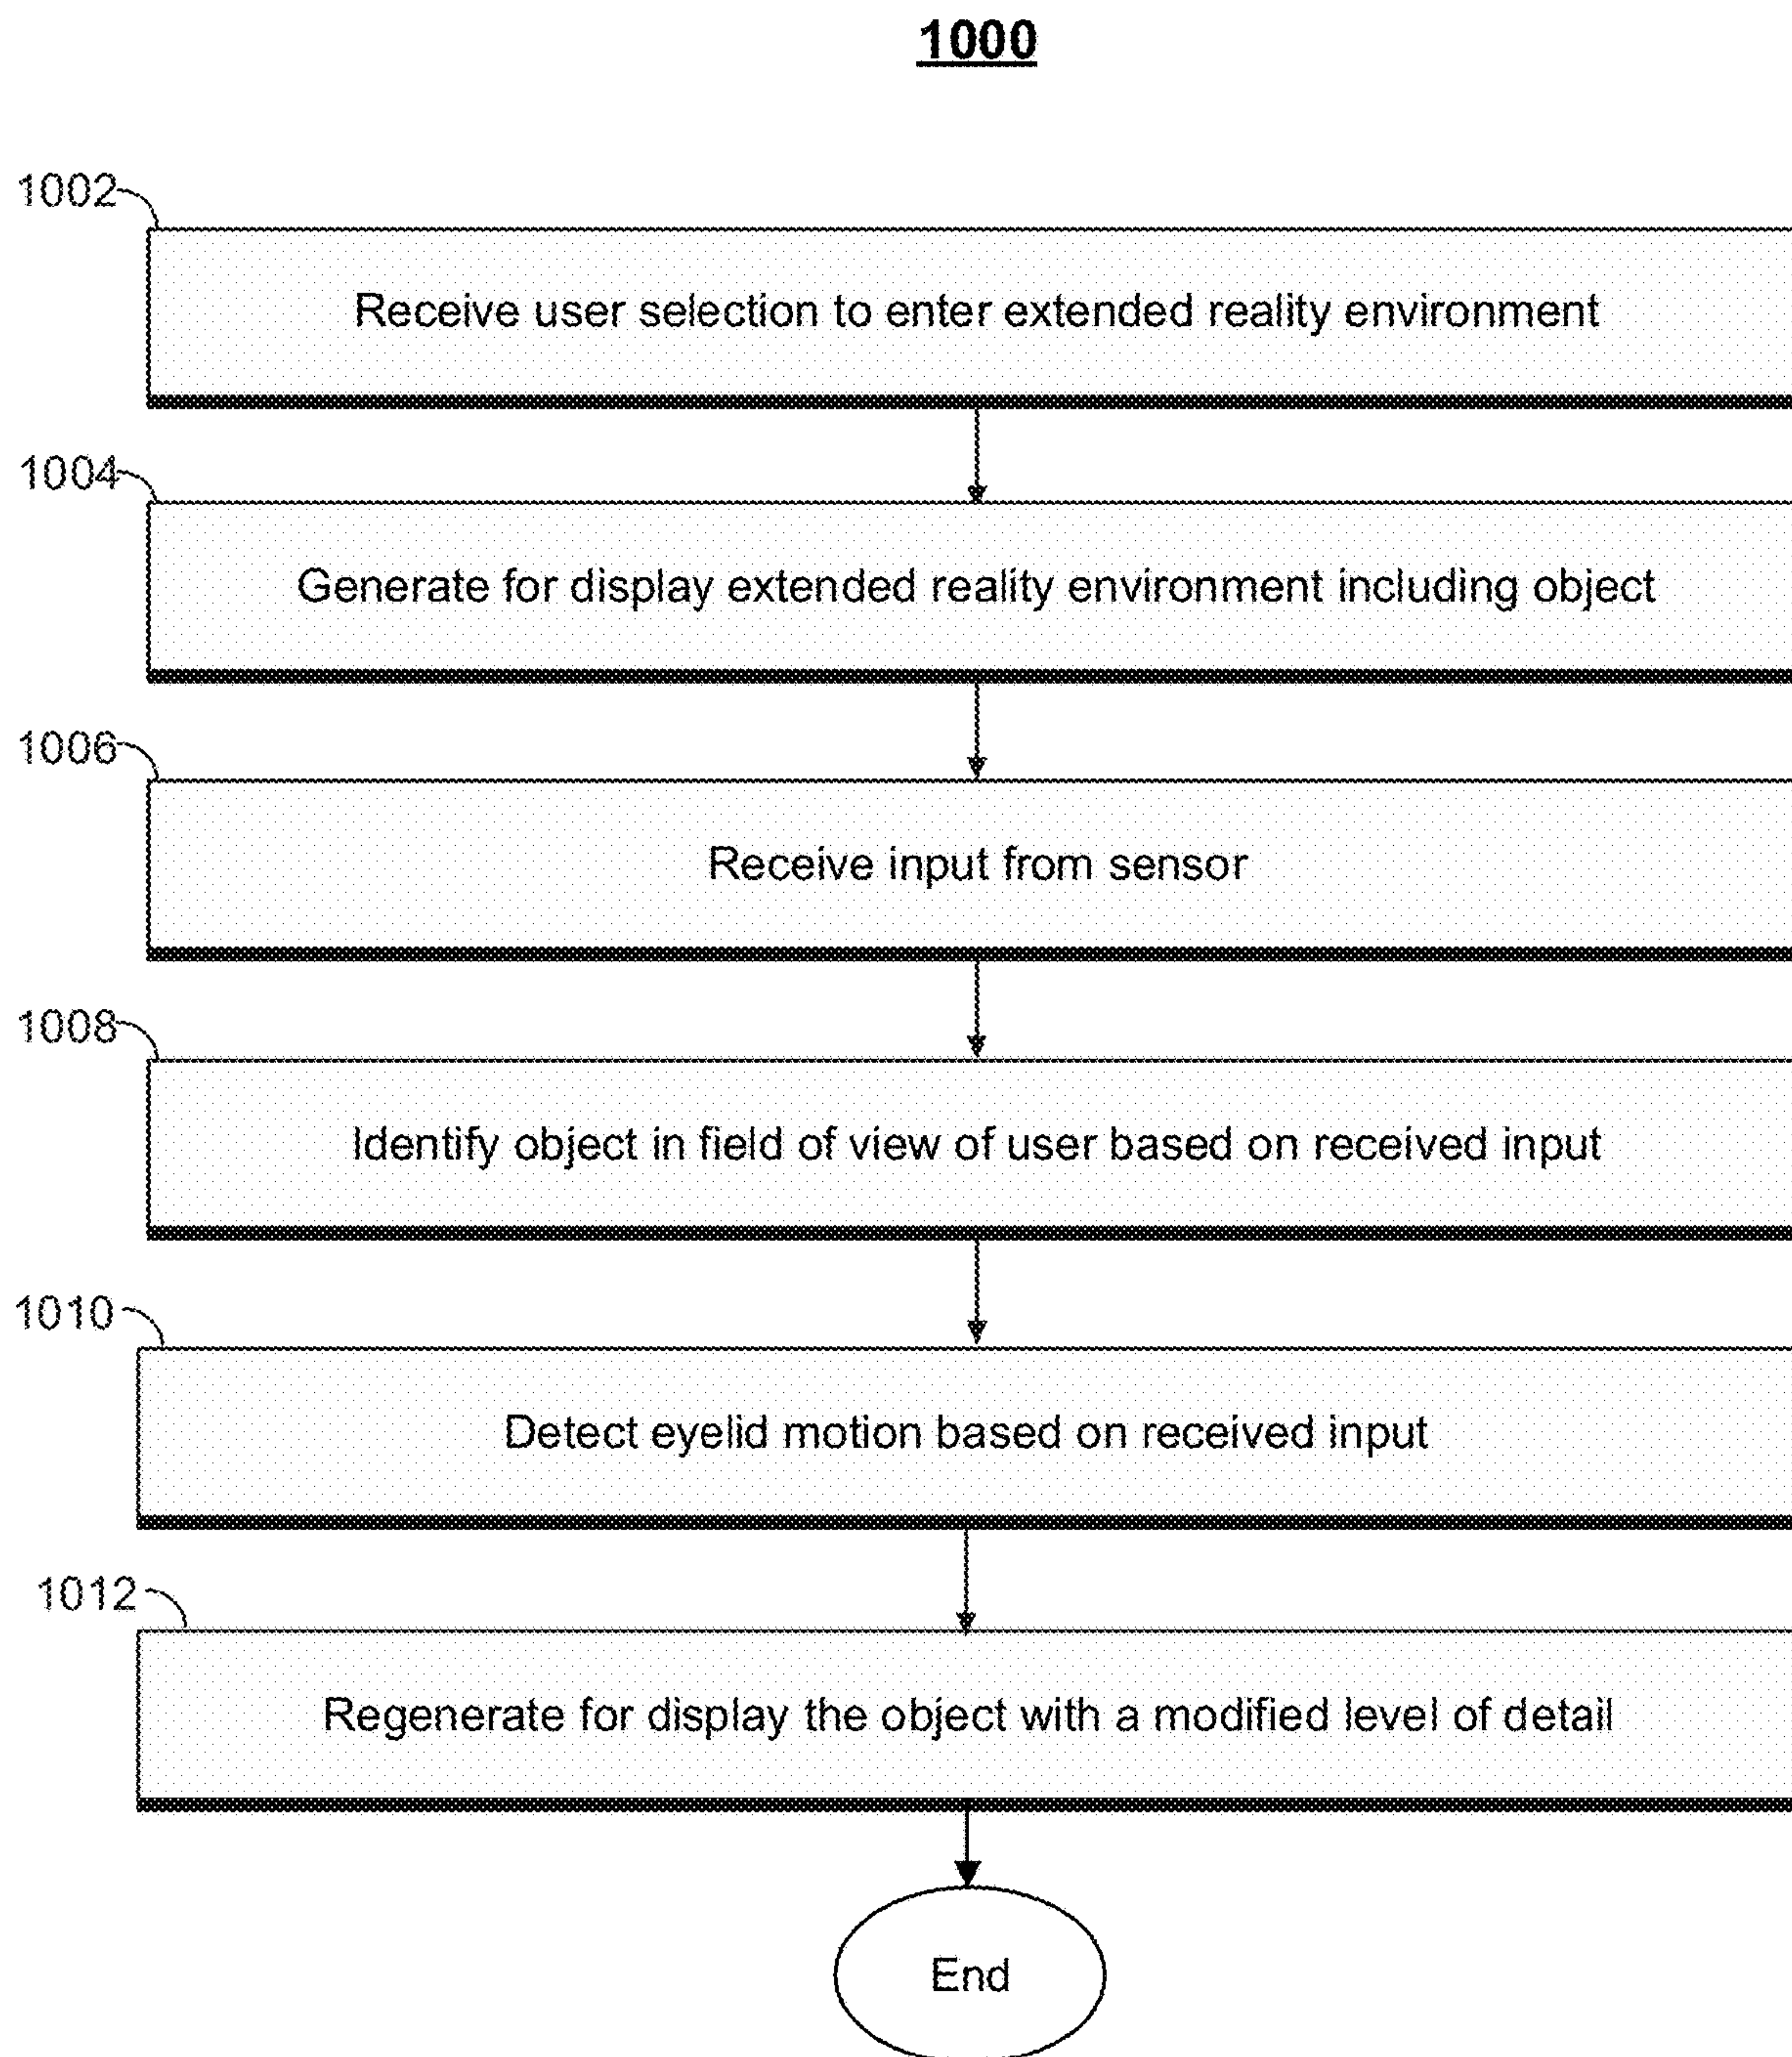 1000
1002
Receive user selection to enter extended reality environment
1004
Generate for display extended reality environment including object
1006
Receive input from sensor
1008
Identify object in field of view of user based on received input
1010
Detect eyelid motion based on received input
1012
Regenerate for display the object with a modified level of detail
End